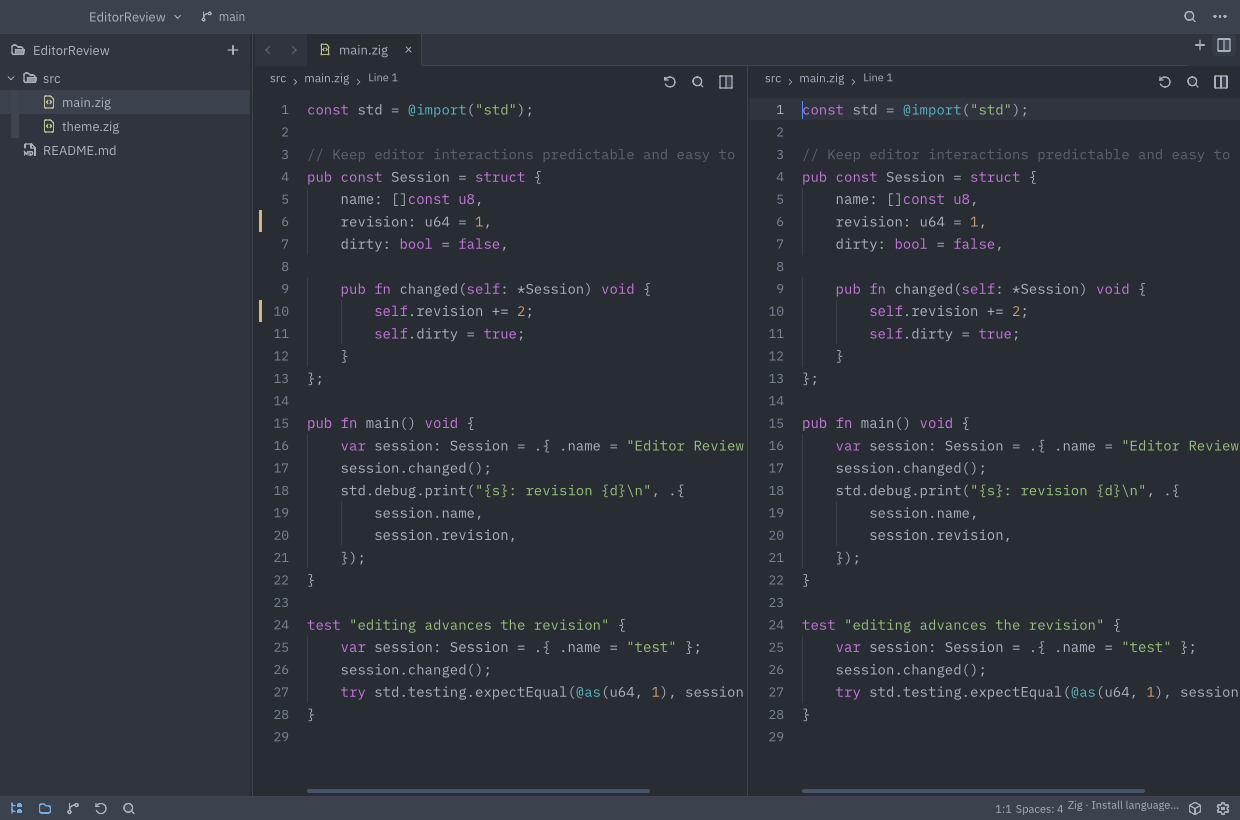 EditorReview main
EditorReview
src
main.zig
theme.zig
README.md
main.zig
src main.zig Line 1
1 const std = @import("std");
2
3 // Keep editor interactions predictable and easy to
4 pub const Session = struct {
5 name: []const u8,
6 revision: u64 = 1,
7 dirty: bool = false,
8
9 pub fn changed(self: *Session) void {
10 self.revision += 2;
11 self.dirty = true;
12 }
13 };
14
15 pub fn main() void {
16 var session: Session = .{ .name = "Editor Review
17 session.changed();
18 std.debug.print("{s}: revision {d}\n", .{
19 session.name,
20 session.revision,
21 });
22 }
23
24 test "editing advances the revision" {
25 var session: Session = .{ .name = "test" };
26 session.changed();
27 try std.testing.expectEqual(@as(u64, 1), session
28 }
29
src main.zig Line 1
1 const std = @import("std");
2
3 // Keep editor interactions predictable and easy to
4 pub const Session = struct {
5 name: []const u8,
6 revision: u64 = 1,
7 dirty: bool = false,
8
9 pub fn changed(self: *Session) void {
10 self.revision += 2;
11 self.dirty = true;
12 }
13 };
14
15 pub fn main() void {
16 var session: Session = .{ .name = "Editor Review
17 session.changed();
18 std.debug.print("{s}: revision {d}\n", .{
19 session.name,
20 session.revision,
21 });
22 }
23
24 test "editing advances the revision" {
25 var session: Session = .{ .name = "test" };
26 session.changed();
27 try std.testing.expectEqual(@as(u64, 1), session
28 }
29
1:1 Spaces: 4 Zig · Install language...